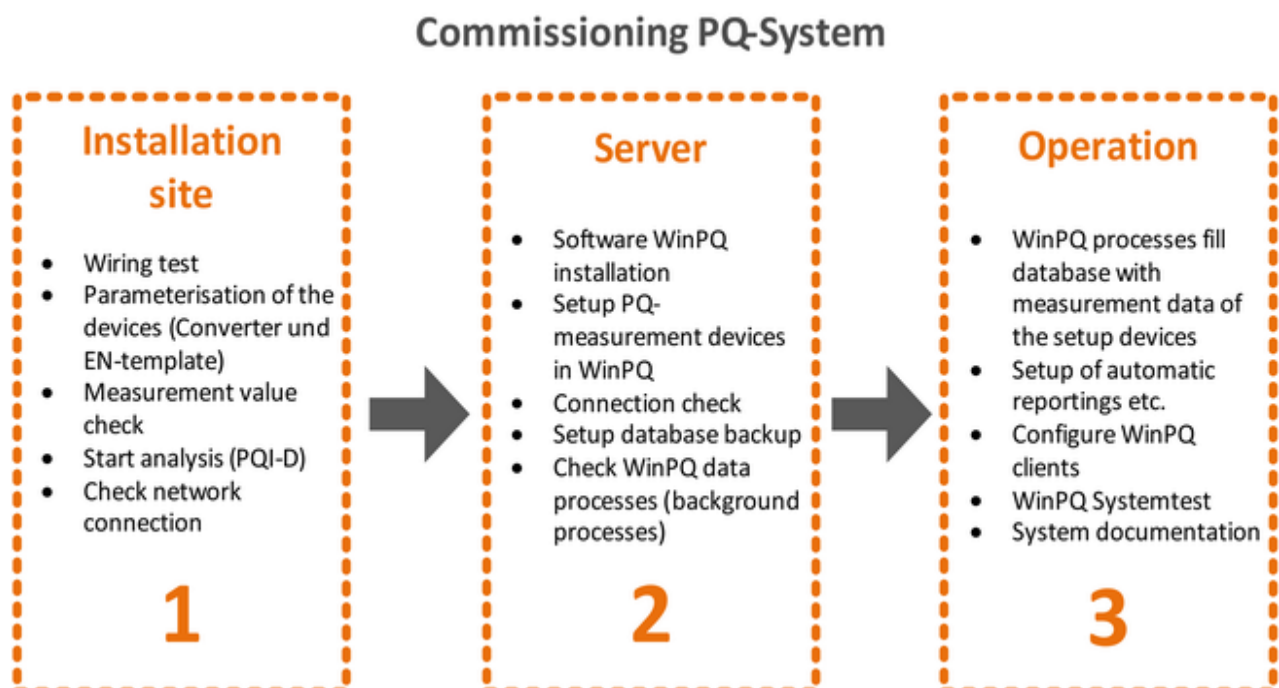 Commissioning PQ-System
Installation
site
• Wiring test
• Parameterisation of the
devices (Converter und
EN-template)
• Measurement value
check
• Start analysis (PQI-D)
• Check network
connection
1
Server
• Software WinPQ
installation
• Setup PQ-
measurement devices
in WinPQ
• Connection check
• Setup database backup
• Check WinPQ data
processes (background
processes)
2
Operation
• WinPQ processes fill
database with
measurement data of
the setup devices
• Setup of automatic
reportings etc.
• Configure WinPQ
clients
• WinPQ Systemtest
• System documentation
3